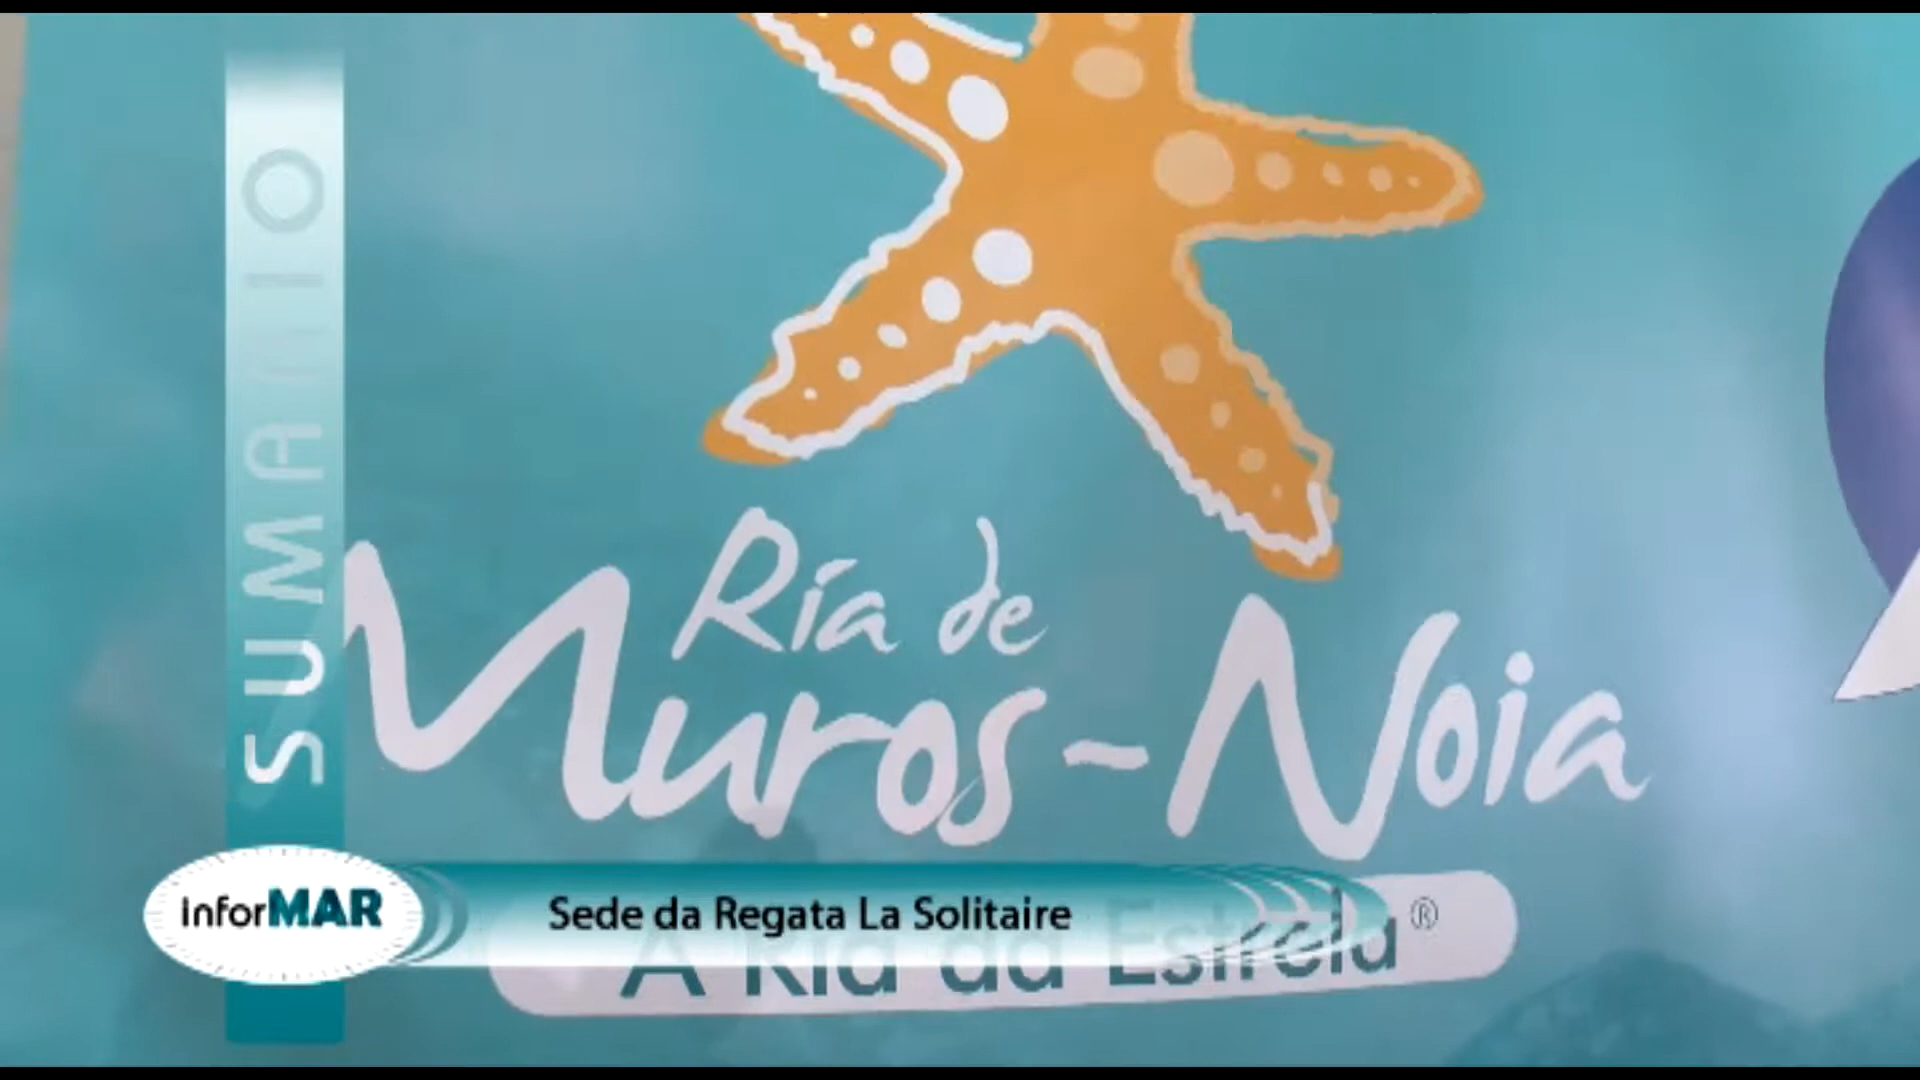 SUMARIO
Ría de
Muros-Noia
inforMAR
Sede da Regata La Solitaire
A Ría da Estrela ®